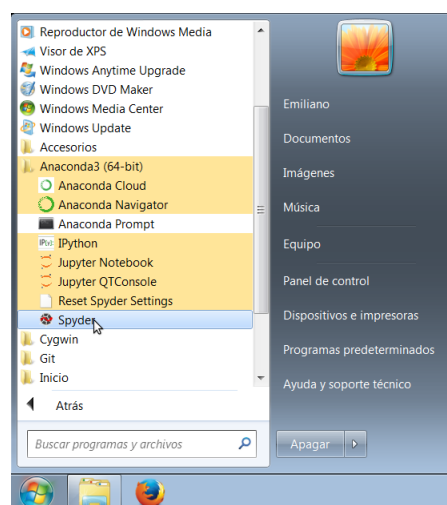 Reproductor de Windows Media
Visor de XPS
Windows Anytime Upgrade
Windows DVD Maker
Windows Media Center
Windows Update
Accesorios
Anaconda3 (64-bit)
Anaconda Cloud
Anaconda Navigator
Anaconda Prompt
IPython
Jupyter Notebook
Jupyter QTConsole
Reset Spyder Settings
Spyder
Cygwin
Git
Inicio
Atrás
Buscar programas y archivos
Emiliano
Documentos
Imágenes
Música
Equipo
Panel de control
Dispositivos e impresoras
Programas predeterminados
Ayuda y soporte técnico
Apagar